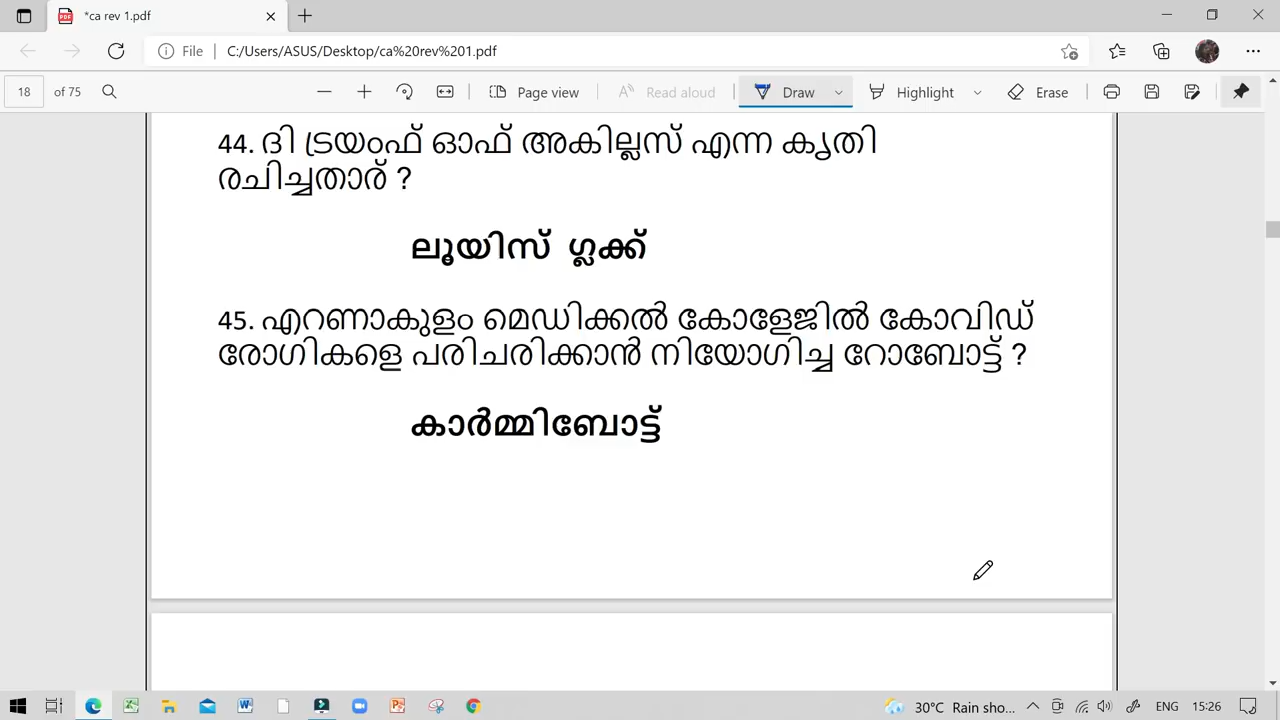 *ca rev 1.pdf
File
C:/Users/ASUS/Desktop/ca%20rev%201.pdf
18 of 75
Page view
Read aloud
Draw
Highlight
Erase
44. ദി ട്രയംഫ് ഓഫ് അകില്ലസ് എന്ന കൃതി
രചിച്ചതാര് ?
ലൂയിസ് ഗ്ലക്ക്
45. എറണാകുളം മെഡിക്കൽ കോളേജിൽ കോവിഡ്
രോഗികളെ പരിചരിക്കാൻ നിയോഗിച്ച റോബോട്ട് ?
കാർമ്മിബോട്ട്
30°C Rain sho...
ENG
15:26